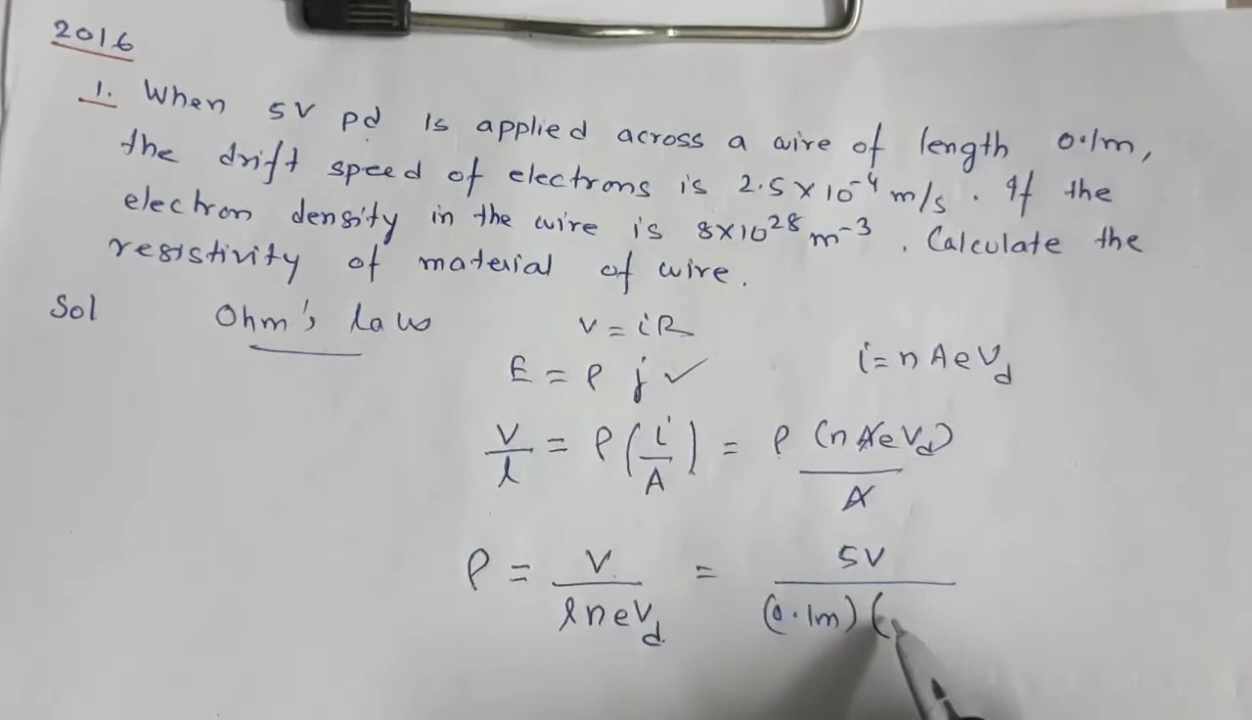 2016
1. When 5V pd is applied across a wire of length 0.1m,
the drift speed of electrons is 2.5 × 10⁻⁴ m/s. If the
electron density in the wire is 8×10²⁸ m⁻³. Calculate the
resistivity of material of wire.
Sol Ohm's law V = iR
E = ρ j ✓ i = n A e V_d
V/l = ρ (i/A) = ρ (n A e V_d) / A
ρ = V / l n e V_d = 5V / (0.1m) (